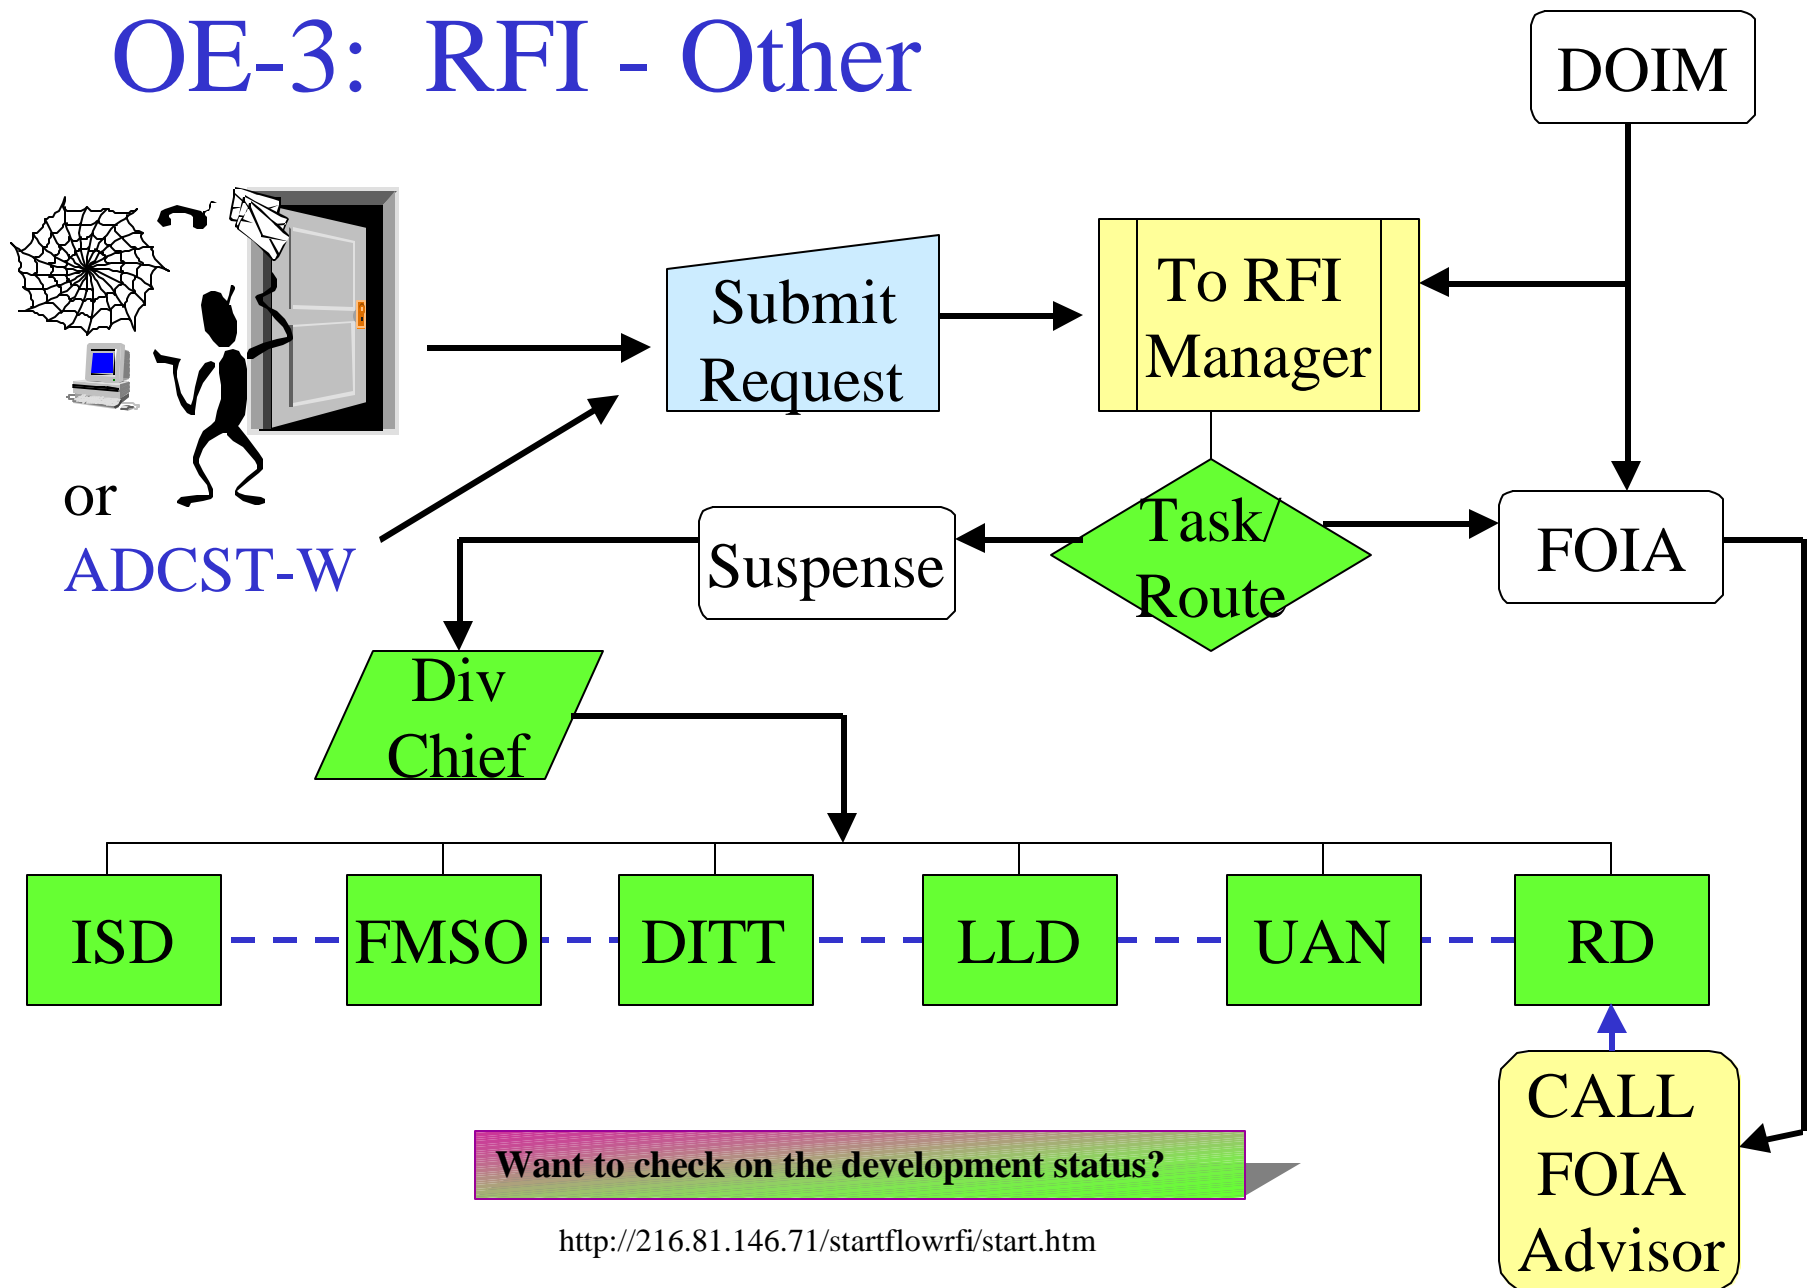 OE-3: RFI - Other
DOIM
Submit
Request
To RFI
Manager
or
ADCST-W
Suspense
Task/
Route
FOIA
Div
Chief
ISD
FMSO
DITT
LLD
UAN
RD
CALL
FOIA
Advisor
Want to check on the development status?
http://216.81.146.71/startflowrfi/start.htm